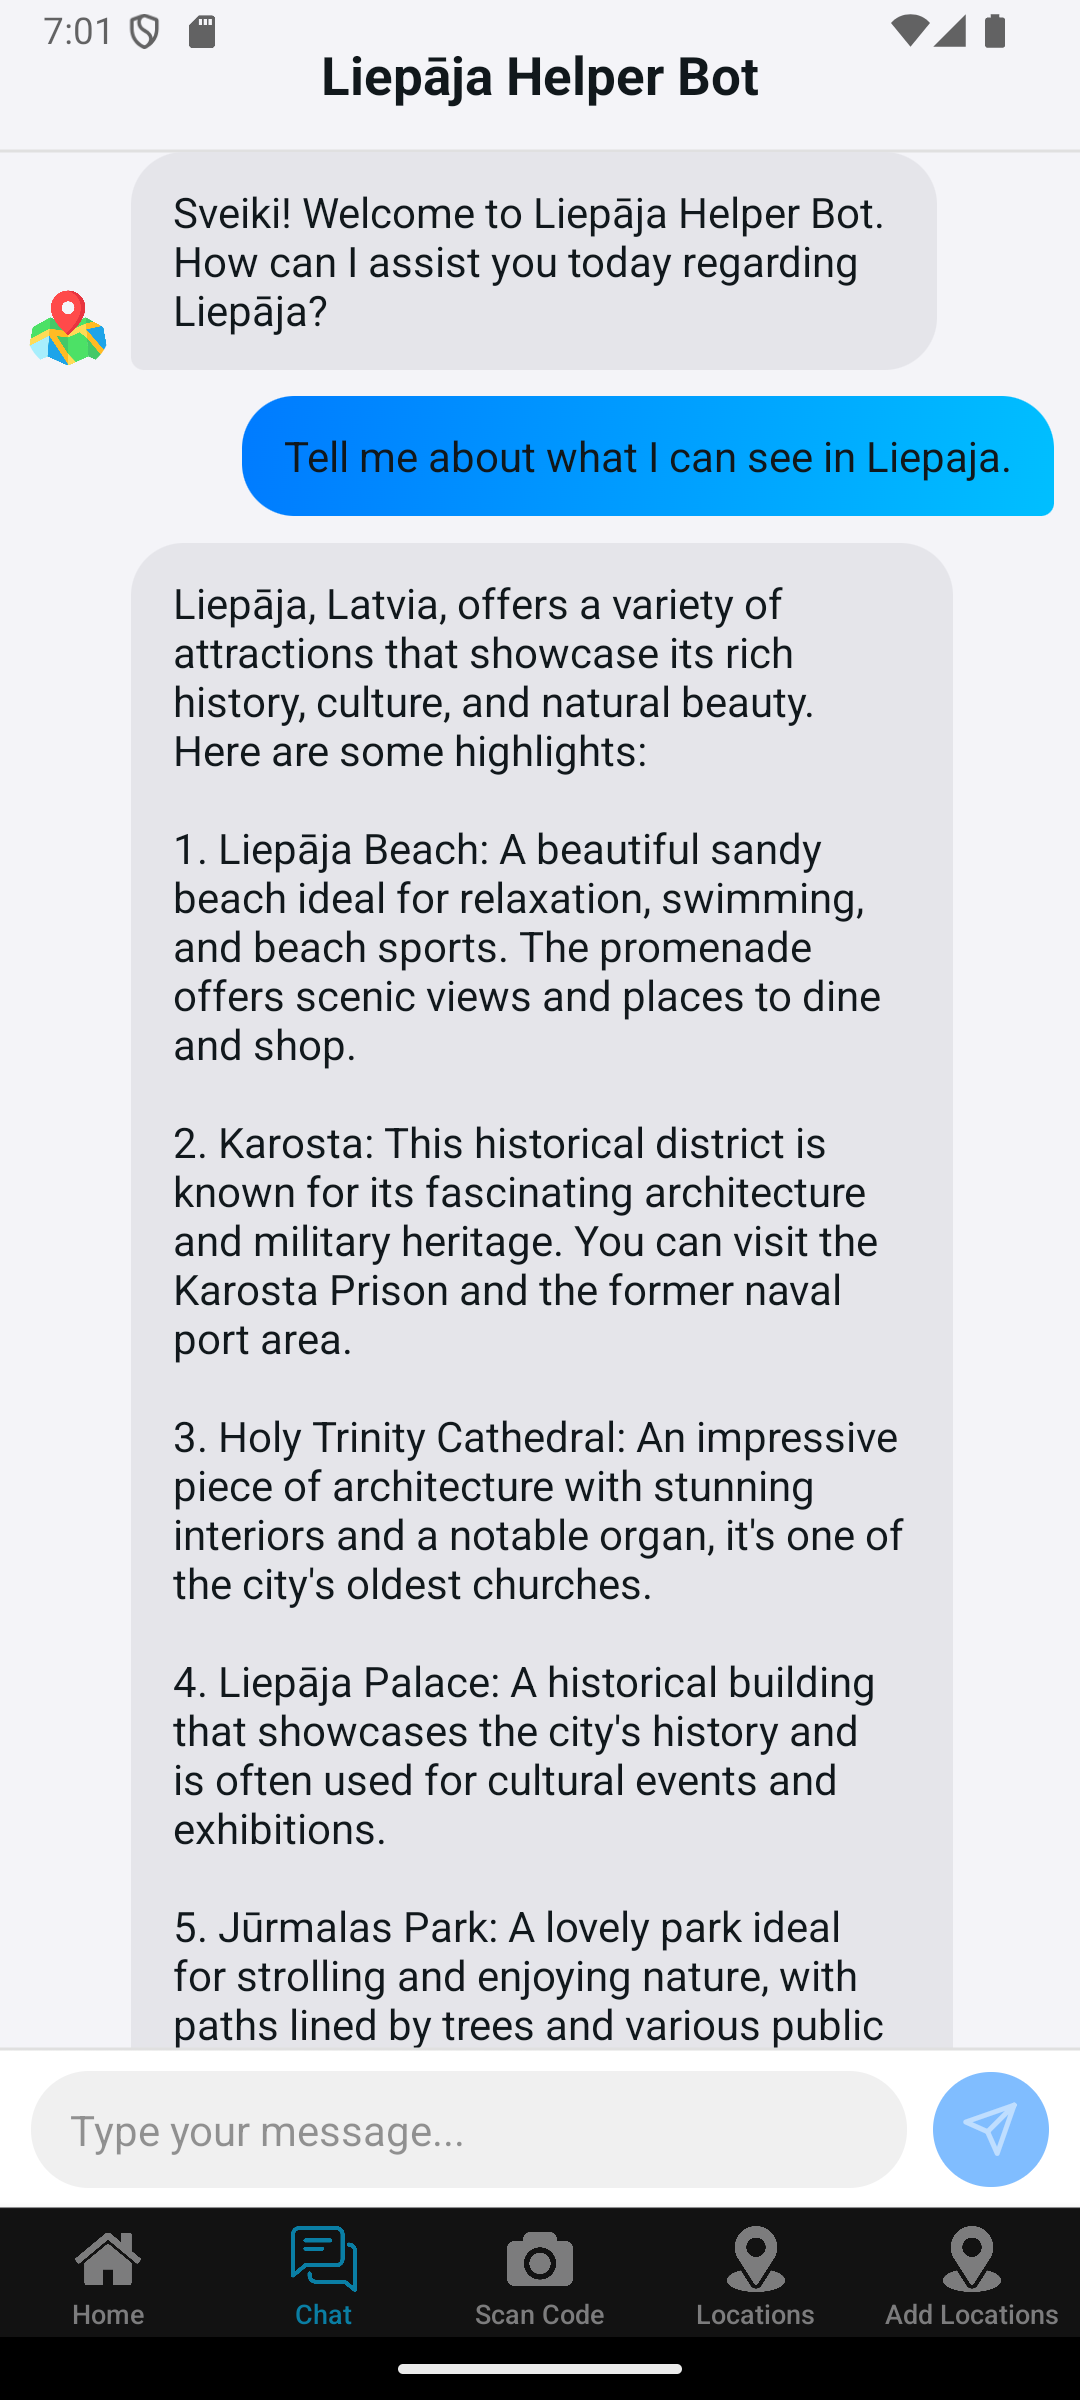 7:01
Liepāja Helper Bot
Sveiki! Welcome to Liepāja Helper Bot.
How can I assist you today regarding
Liepāja?
Tell me about what I can see in Liepaja.
Liepāja, Latvia, offers a variety of
attractions that showcase its rich
history, culture, and natural beauty.
Here are some highlights:
1. Liepāja Beach: A beautiful sandy
beach ideal for relaxation, swimming,
and beach sports. The promenade
offers scenic views and places to dine
and shop.
2. Karosta: This historical district is
known for its fascinating architecture
and military heritage. You can visit the
Karosta Prison and the former naval
port area.
3. Holy Trinity Cathedral: An impressive
piece of architecture with stunning
interiors and a notable organ, it's one of
the city's oldest churches.
4. Liepāja Palace: A historical building
that showcases the city's history and
is often used for cultural events and
exhibitions.
5. Jūrmalas Park: A lovely park ideal
for strolling and enjoying nature, with
paths lined by trees and various public
Type your message...
Home
Chat
Scan Code
Locations
Add Locations